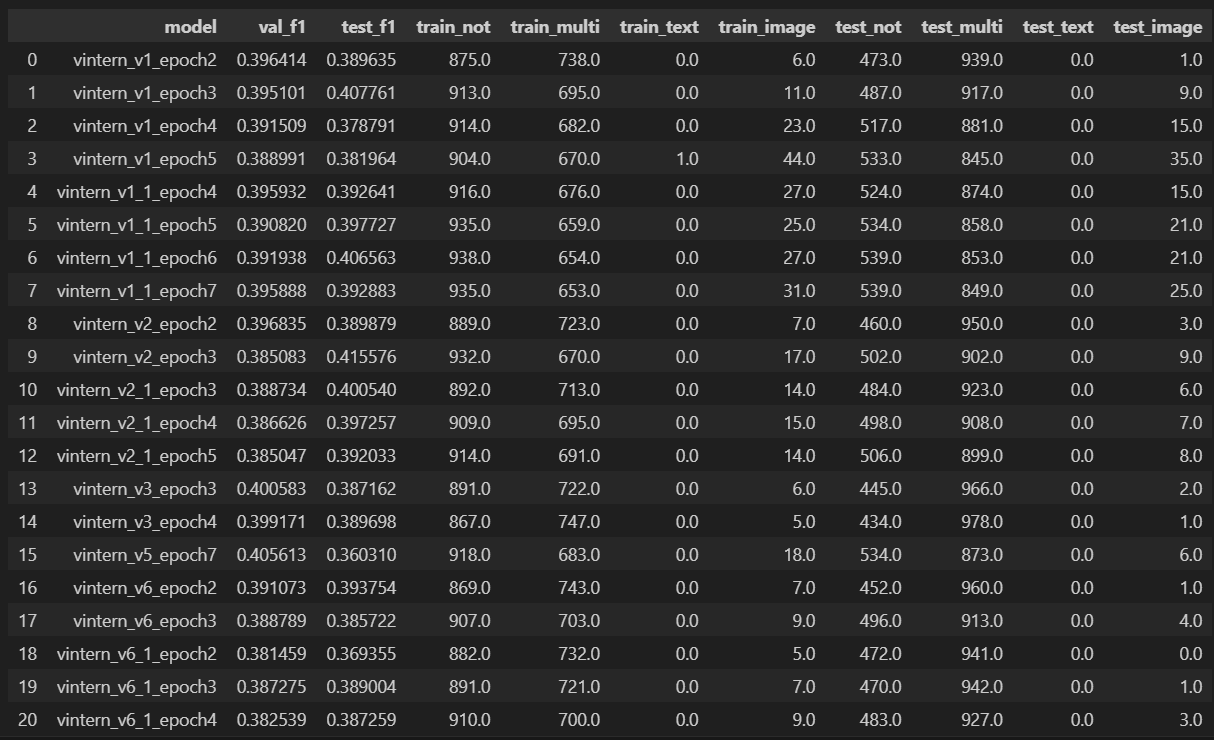 model val_f1 test_f1 train_not train_multi train_text train_image test_not test_multi test_text test_image
0 vintern_v1_epoch2 0.396414 0.389635 875.0 738.0 0.0 6.0 473.0 939.0 0.0 1.0
1 vintern_v1_epoch3 0.395101 0.407761 913.0 695.0 0.0 11.0 487.0 917.0 0.0 9.0
2 vintern_v1_epoch4 0.391509 0.378791 914.0 682.0 0.0 23.0 517.0 881.0 0.0 15.0
3 vintern_v1_epoch5 0.388991 0.381964 904.0 670.0 1.0 44.0 533.0 845.0 0.0 35.0
4 vintern_v1_1_epoch4 0.395932 0.392641 916.0 676.0 0.0 27.0 524.0 874.0 0.0 15.0
5 vintern_v1_1_epoch5 0.390820 0.397727 935.0 659.0 0.0 25.0 534.0 858.0 0.0 21.0
6 vintern_v1_1_epoch6 0.391938 0.406563 938.0 654.0 0.0 27.0 539.0 853.0 0.0 21.0
7 vintern_v1_1_epoch7 0.395888 0.392883 935.0 653.0 0.0 31.0 539.0 849.0 0.0 25.0
8 vintern_v2_epoch2 0.396835 0.389879 889.0 723.0 0.0 7.0 460.0 950.0 0.0 3.0
9 vintern_v2_epoch3 0.385083 0.415576 932.0 670.0 0.0 17.0 502.0 902.0 0.0 9.0
10 vintern_v2_1_epoch3 0.388734 0.400540 892.0 713.0 0.0 14.0 484.0 923.0 0.0 6.0
11 vintern_v2_1_epoch4 0.386626 0.397257 909.0 695.0 0.0 15.0 498.0 908.0 0.0 7.0
12 vintern_v2_1_epoch5 0.385047 0.392033 914.0 691.0 0.0 14.0 506.0 899.0 0.0 8.0
13 vintern_v3_epoch3 0.400583 0.387162 891.0 722.0 0.0 6.0 445.0 966.0 0.0 2.0
14 vintern_v3_epoch4 0.399171 0.389698 867.0 747.0 0.0 5.0 434.0 978.0 0.0 1.0
15 vintern_v5_epoch7 0.405613 0.360310 918.0 683.0 0.0 18.0 534.0 873.0 0.0 6.0
16 vintern_v6_epoch2 0.391073 0.393754 869.0 743.0 0.0 7.0 452.0 960.0 0.0 1.0
17 vintern_v6_epoch3 0.388789 0.385722 907.0 703.0 0.0 9.0 496.0 913.0 0.0 4.0
18 vintern_v6_1_epoch2 0.381459 0.369355 882.0 732.0 0.0 5.0 472.0 941.0 0.0 0.0
19 vintern_v6_1_epoch3 0.387275 0.389004 891.0 721.0 0.0 7.0 470.0 942.0 0.0 1.0
20 vintern_v6_1_epoch4 0.382539 0.387259 910.0 700.0 0.0 9.0 483.0 927.0 0.0 3.0